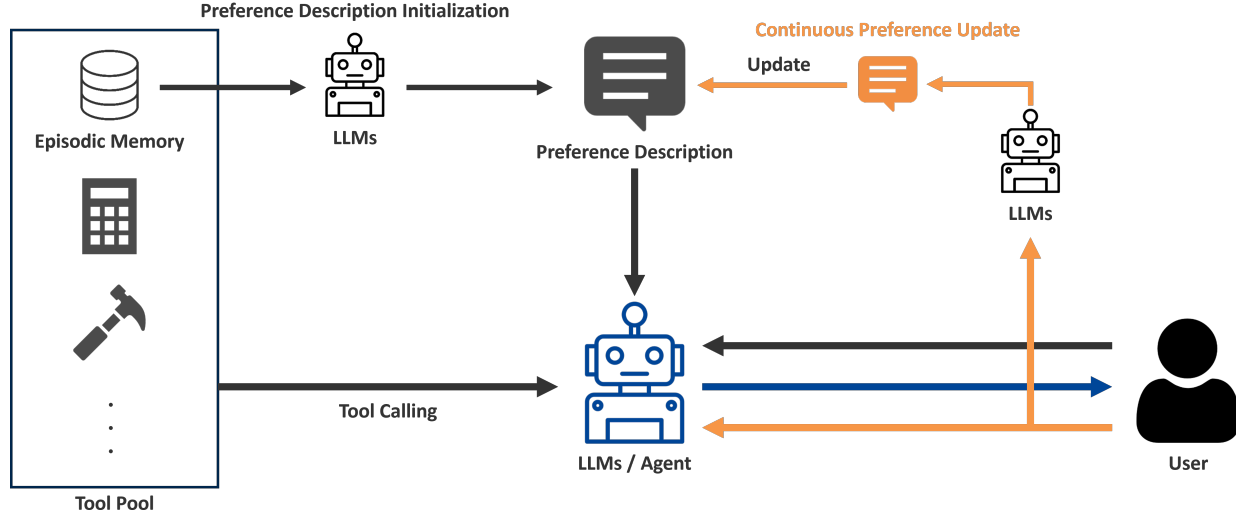 Preference Description Initialization
Continuous Preference Update
Update
Episodic Memory
LLMs
Preference Description
LLMs
Tool Calling
LLMs / Agent
User
Tool Pool